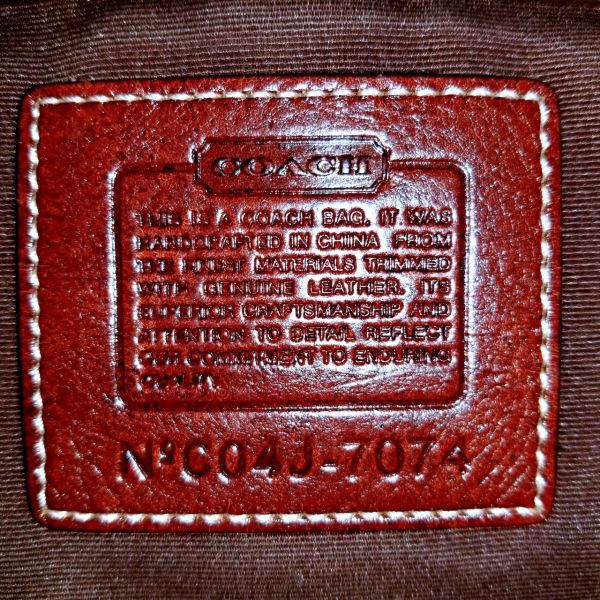 COACH
THIS IS A COACH BAG. IT WAS
HANDCRAFTED IN CHINA FROM
THE FINEST MATERIALS TRIMMED
WITH GENUINE LEATHER. ITS
SUPERIOR CRAFTSMANSHIP AND
ATTENTION TO DETAIL REFLECT
OUR COMMITMENT TO ENDURING
QUALITY.
Nº C04J-7074